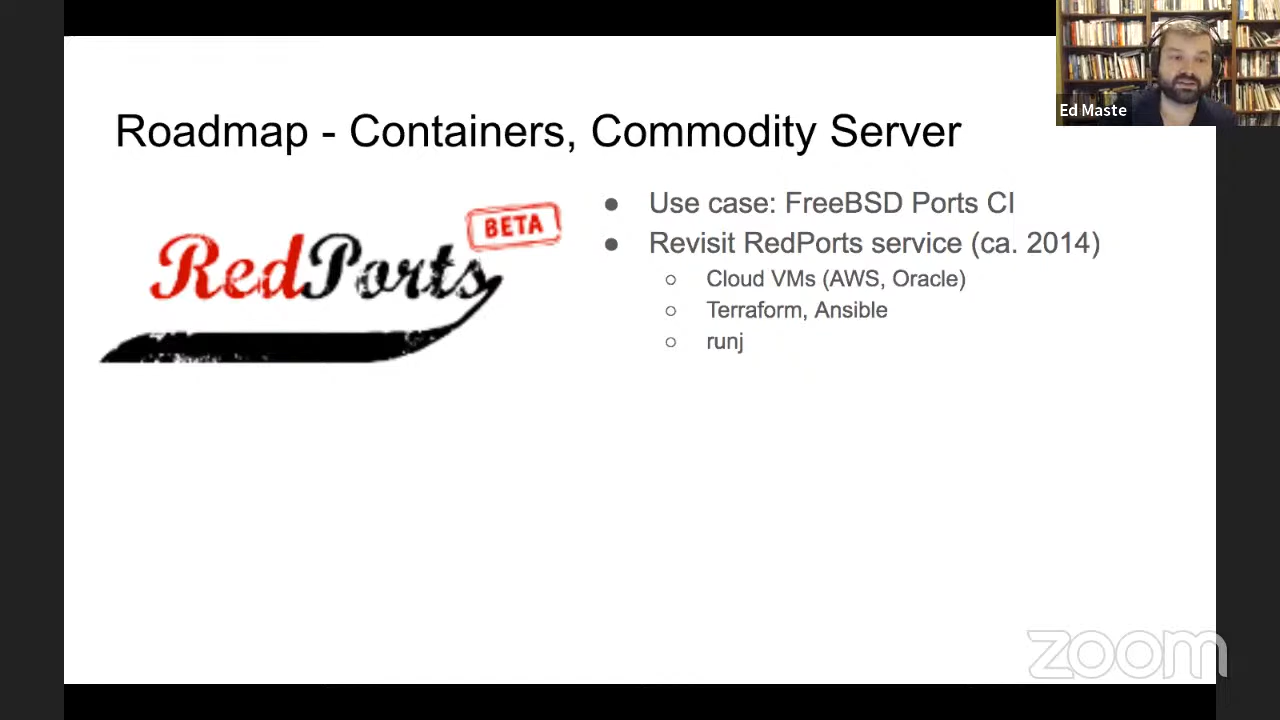 Ed Maste
Roadmap - Containers, Commodity Server
RedPorts
BETA
● Use case: FreeBSD Ports CI
● Revisit RedPorts service (ca. 2014)
○ Cloud VMs (AWS, Oracle)
○ Terraform, Ansible
○ runj
zoom